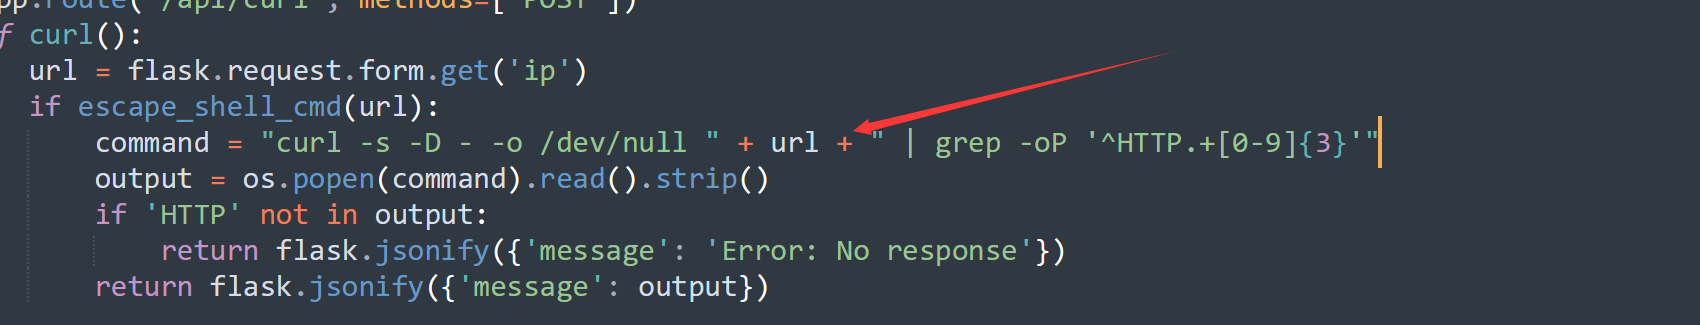 pp.route('/api/curl', methods=['POST'])
f curl():
url = flask.request.form.get('ip')
if escape_shell_cmd(url):
command = "curl -s -D - -o /dev/null " + url + " | grep -oP '^HTTP.+[0-9]{3}'"
output = os.popen(command).read().strip()
if 'HTTP' not in output:
return flask.jsonify({'message': 'Error: No response'})
return flask.jsonify({'message': output})